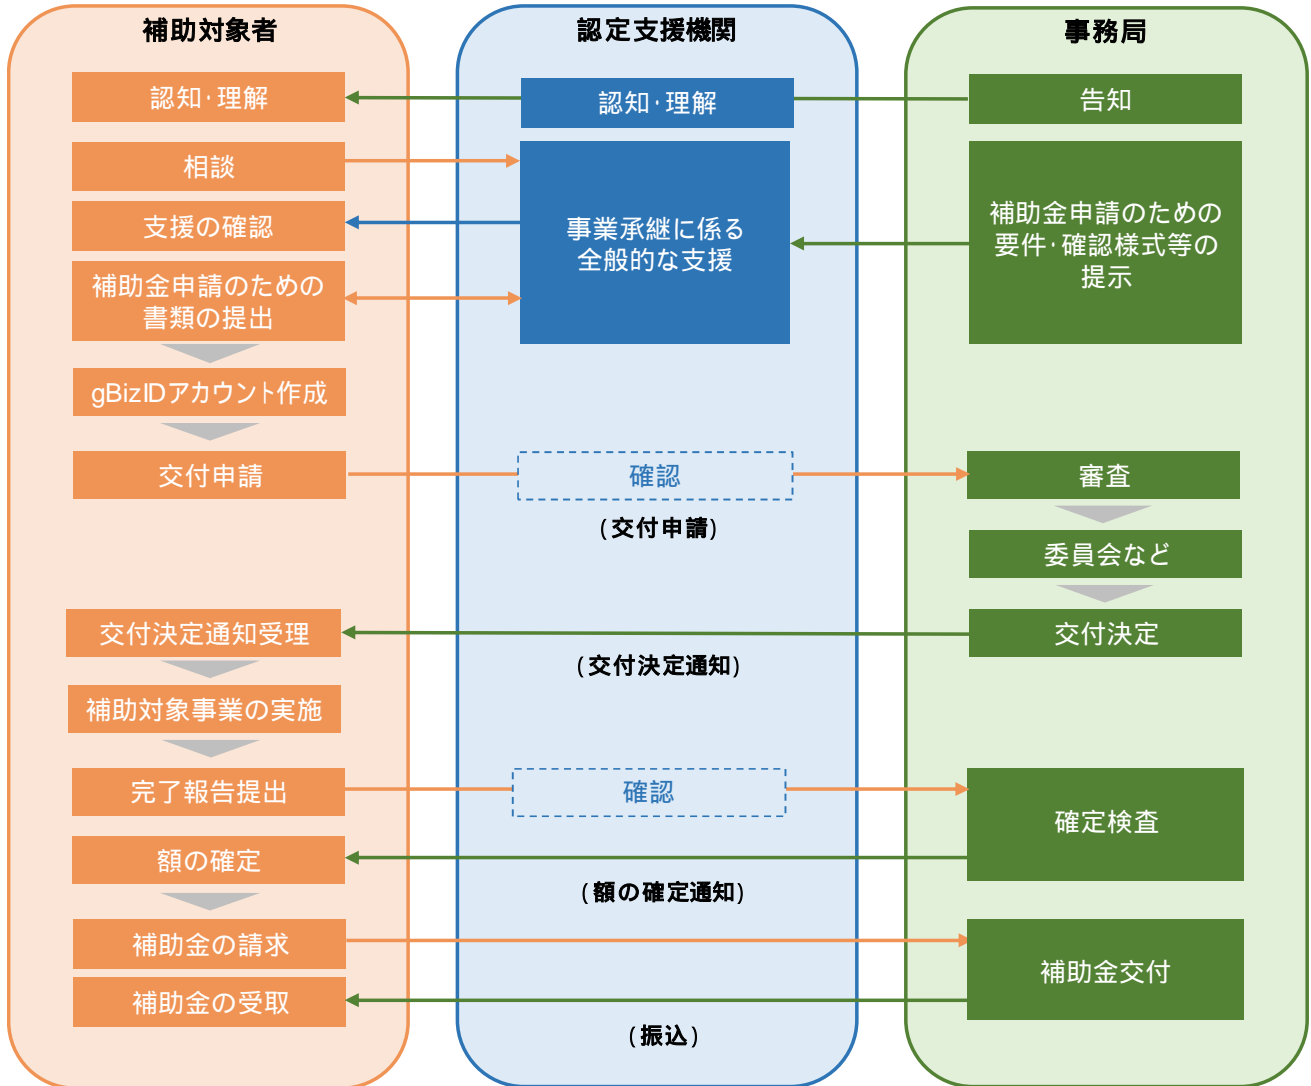 補助対象者
認定支援機関
事務局
認知・理解
認知・理解
告知
相談
支援の確認
補助金申請のための
書類の提出
事業承継に係る
全般的な支援
補助金申請のための
要件・確認様式等の
提示
gBizIDアカウント作成
交付申請
確認
審査
(交付申請)
委員会など
交付決定通知受理
交付決定
(交付決定通知)
補助対象事業の実施
完了報告提出
確認
確定検査
額の確定
(額の確定通知)
補助金の請求
補助金交付
補助金の受取
(振込)